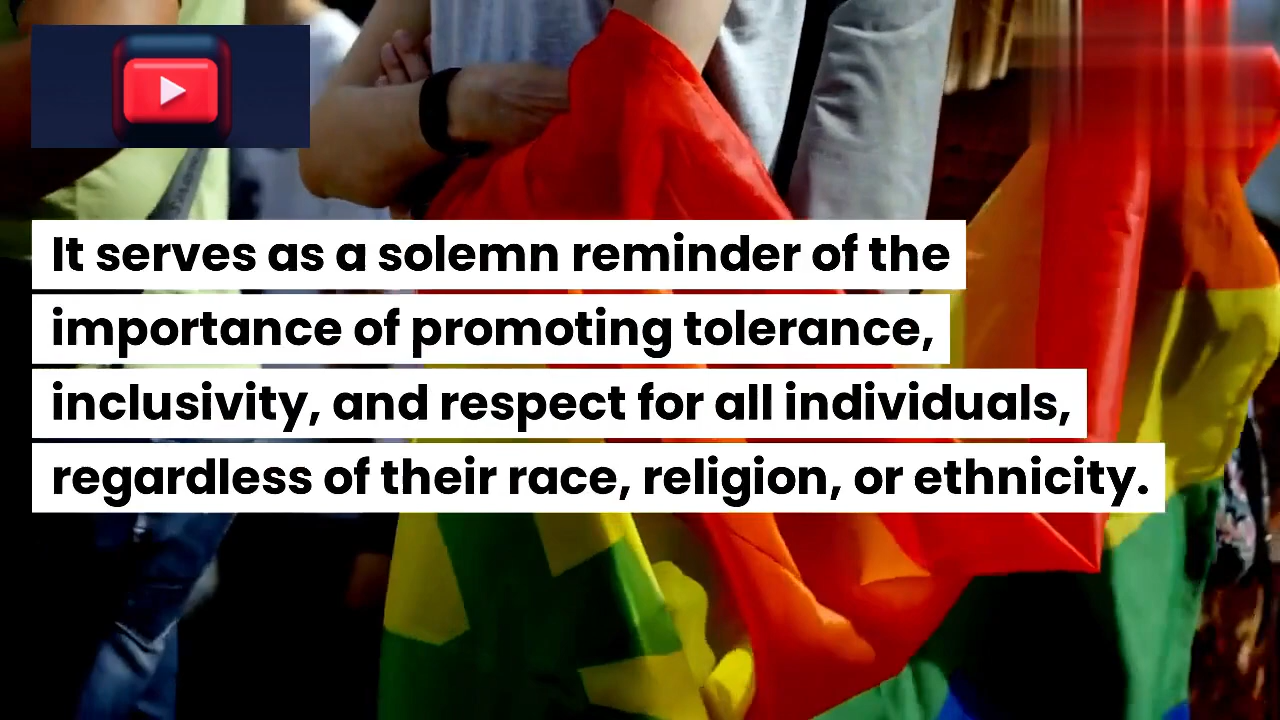 It serves as a solemn reminder of the
importance of promoting tolerance,
inclusivity, and respect for all individuals,
regardless of their race, religion, or ethnicity.